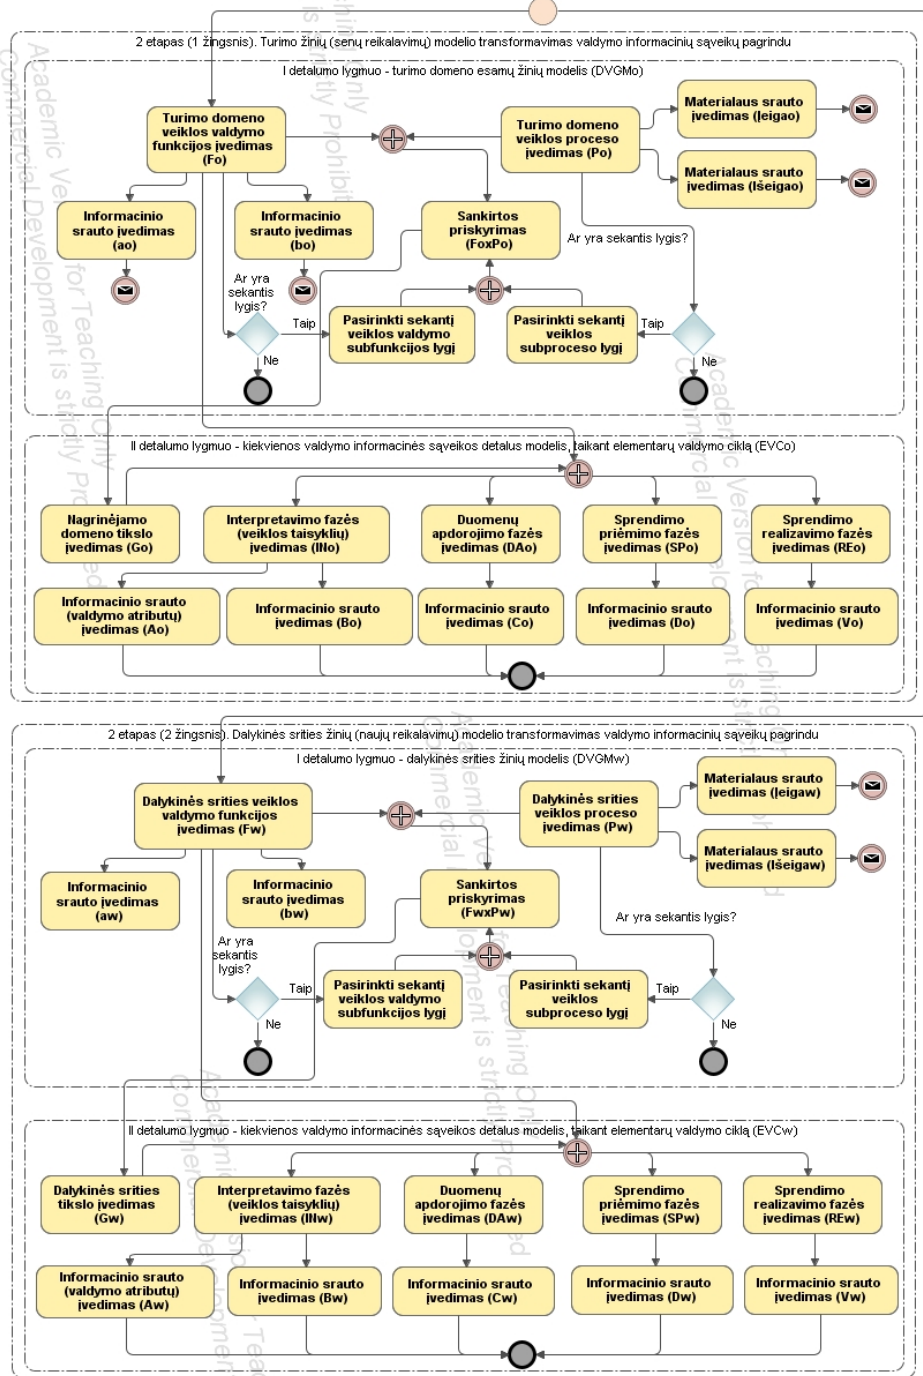 2 etapas (1 žingsnis). Turimo žinių (senų reikalavimų) modelio transformavimas valdymo informacinių sąveikų pagrindu
I detalumo lygmuo - turimo domeno esamų žinių modelis (DVGMo)
Turimo domeno
veiklos valdymo
funkcijos įvedimas
(Fo)
Turimo domeno
veiklos proceso
įvedimas (Po)
Materialaus srauto
įvedimas (Įeigao)
Materialaus srauto
įvedimas (Išeigao)
Informacinio
srauto įvedimas
(ao)
Informacinio
srauto įvedimas
(bo)
Sankirtos
priskyrimas
(FoxPo)
Ar yra sekantis lygis?
Ar yra
sekantis
lygis?
Taip
Pasirinkti sekantį
veiklos valdymo
subfunkcijos lygį
Pasirinkti sekantį
veiklos
subproceso lygį
Taip
Ne
Ne
II detalumo lygmuo - kiekvienos valdymo informacinės sąveikos detalus modelis, taikant elementarų valdymo ciklą (EVCo)
Nagrinėjamo
domeno tikslo
įvedimas (Go)
Interpretavimo fazės
(veiklos taisyklių)
įvedimas (INo)
Duomenų
apdorojimo fazės
įvedimas (DAo)
Sprendimo
priėmimo fazės
įvedimas (SPo)
Sprendimo
realizavimo fazės
įvedimas (REo)
Informacinio srauto
(valdymo atributų)
įvedimas (Ao)
Informacinio srauto
įvedimas (Bo)
Informacinio srauto
įvedimas (Co)
Informacinio srauto
įvedimas (Do)
Informacinio srauto
įvedimas (Vo)
2 etapas (2 žingsnis). Dalykinės srities žinių (naujų reikalavimų) modelio transformavimas valdymo informacinių sąveikų pagrindu
I detalumo lygmuo - dalykinės srities žinių modelis (DVGMw)
Dalykinės srities veiklos
valdymo funkcijos
įvedimas (Fw)
Dalykinės srities
veiklos proceso
įvedimas (Pw)
Materialaus srauto
įvedimas (Įeigaw)
Materialaus srauto
įvedimas (Išeigaw)
Informacinio
srauto įvedimas
(aw)
Informacinio
srauto įvedimas
(bw)
Sankirtos
priskyrimas
(FwxPw)
Ar yra sekantis lygis?
Ar yra
sekantis
lygis?
Taip
Pasirinkti sekantį
veiklos valdymo
subfunkcijos lygį
Pasirinkti sekantį
veiklos
subproceso lygį
Taip
Ne
Ne
II detalumo lygmuo - kiekvienos valdymo informacinės sąveikos detalus modelis, taikant elementarų valdymo ciklą (EVCw)
Dalykinės srities
tikslo įvedimas
(Gw)
Interpretavimo fazės
(veiklos taisyklių)
įvedimas (INw)
Duomenų
apdorojimo fazės
įvedimas (DAw)
Sprendimo
priėmimo fazės
įvedimas (SPw)
Sprendimo
realizavimo fazės
įvedimas (REw)
Informacinio srauto
(valdymo atributų)
įvedimas (Aw)
Informacinio srauto
įvedimas (Bw)
Informacinio srauto
įvedimas (Cw)
Informacinio srauto
įvedimas (Dw)
Informacinio srauto
įvedimas (Vw)